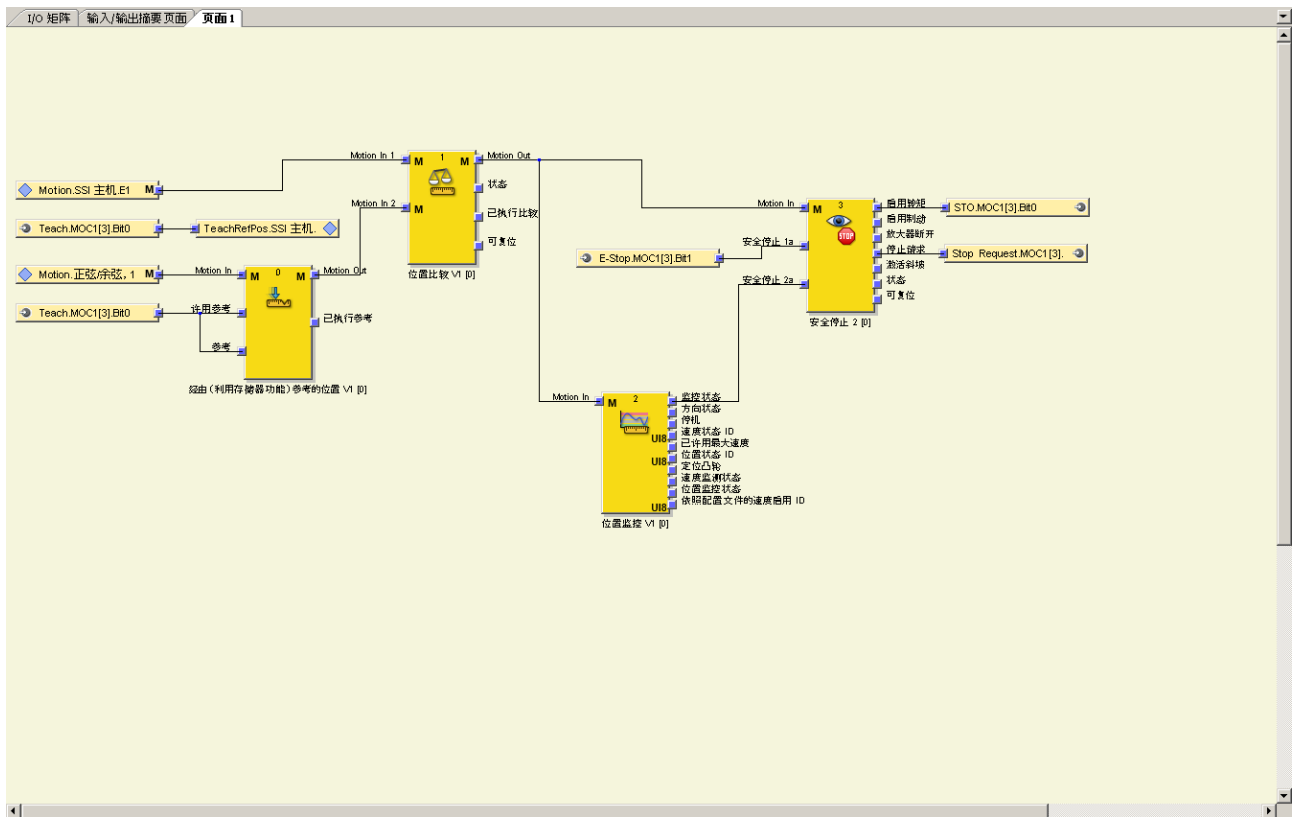 I/O 矩阵 输入/输出摘要页面 页面 1
Motion.SSI 主机.E1 M
Teach.MOC1[3].Bit0
TeachRefPos.SSI 主机.
Motion.正弦/余弦, 1 M
Teach.MOC1[3].Bit0
Motion In
许用参考
参考
M 0 M
Motion Out
已执行参考
经由 (利用存储器功能) 参考的位置 V1 [0]
Motion In 1
Motion In 2
M 1 M
M
Motion Out
状态
已执行比较
可复位
位置比较 V1 [0]
E-Stop.MOC1[3].Bit1
Motion In
M 2
UI8
UI8
UI8
监控状态
方向状态
停机
速度状态 ID
已许用最大速度
位置状态 ID
定位凸轮
速度监测状态
位置监控状态
依照配置文件的速度启用 ID
位置监控 V1 [0]
Motion In
安全停止 1a
安全停止 2a
M 3
STOP
启用转矩
启用制动
放大器断开
停止请求
激活斜坡
状态
可复位
安全停止 2 [0]
STO.MOC1[3].Bit0
Stop Request.MOC1[3].